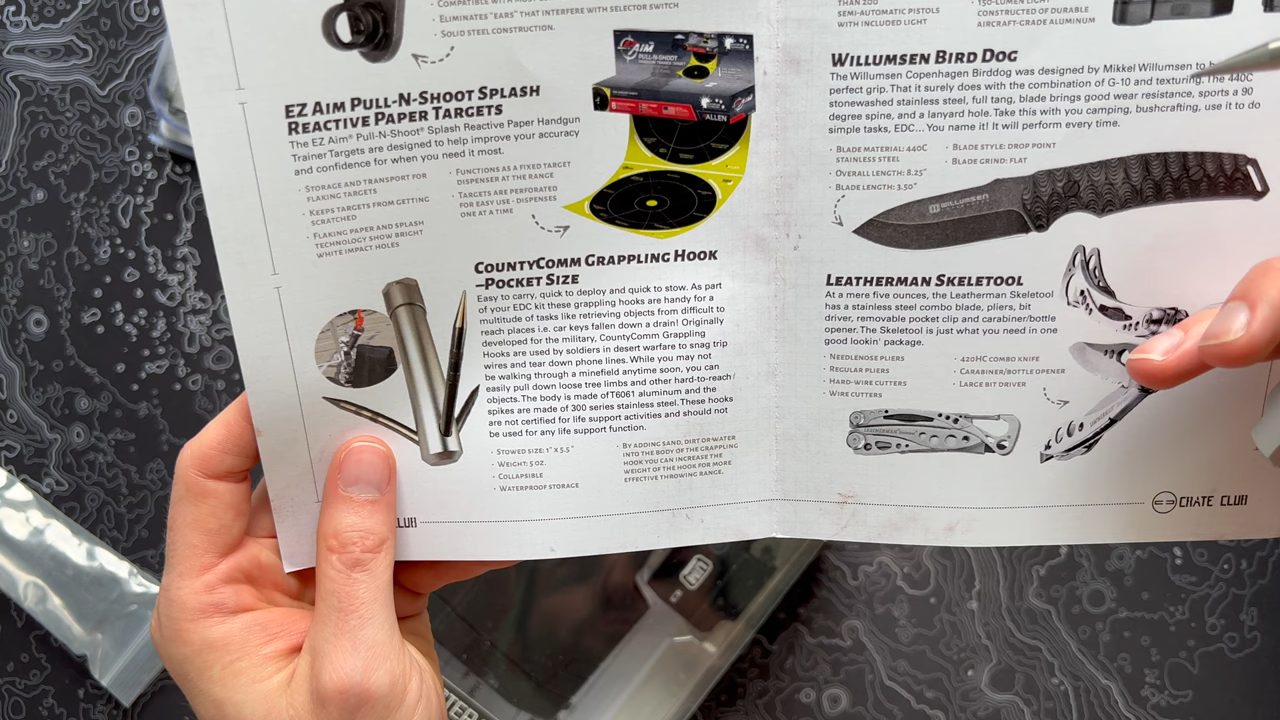 COMPATIBLE WITH MOS
• ELIMINATES "EARS" THAT INTERFERE WITH SELECTOR SWITCH
• SOLID STEEL CONSTRUCTION.
EZ AIM PULL-N-SHOOT SPLASH
REACTIVE PAPER TARGETS
The EZ Aim® Pull-N-Shoot® Splash Reactive Paper Handgun
Trainer Targets are designed to help improve your accuracy
and confidence for when you need it most.
• STORAGE AND TRANSPORT FOR
FLAKING TARGETS
• KEEPS TARGETS FROM GETTING
SCRATCHED
• FLAKING PAPER AND SPLASH
TECHNOLOGY SHOW BRIGHT
WHITE IMPACT HOLES
• FUNCTIONS AS A FIXED TARGET
DISPENSER AT THE RANGE
• TARGETS ARE PERFORATED
FOR EASY USE - DISPENSES
ONE AT A TIME
AIM
PULL-N-SHOOT
ALLEN
COUNTYCOMM GRAPPLING HOOK
–POCKET SIZE
Easy to carry, quick to deploy and quick to stow. As part
of your EDC kit these grappling hooks are handy for a
multitude of tasks like retrieving objects from difficult to
reach places i.e. car keys fallen down a drain! Originally
developed for the military, CountyComm Grappling
Hooks are used by soldiers in desert warfare to snag trip
wires and tear down phone lines. While you may not
be walking through a minefield anytime soon, you can
easily pull down loose tree limbs and other hard-to-reach
objects. The body is made of T6061 aluminum and the
spikes are made of 300 series stainless steel. These hooks
are not certified for life support activities and should not
be used for any life support function.
• STOWED SIZE: 1" X 5.5"
• WEIGHT: 5 OZ.
• COLLAPSIBLE
• WATERPROOF STORAGE
• BY ADDING SAND, DIRT OR WATER
INTO THE BODY OF THE GRAPPLING
HOOK YOU CAN INCREASE THE
WEIGHT OF THE HOOK FOR MORE
EFFECTIVE THROWING RANGE.
CLUB
THAN 200
SEMI-AUTOMATIC PISTOLS
WITH INCLUDED LIGHT
• 150-LUMEN LIGHT
CONSTRUCTED OF DURABLE
AIRCRAFT-GRADE ALUMINUM
WILLUMSEN BIRD DOG
The Willumsen Copenhagen Birddog was designed by Mikkel Willumsen to b
perfect grip. That it surely does with the combination of G-10 and texturing. The 440C
stonewashed stainless steel, full tang, blade brings good wear resistance, sports a 90
degree spine, and a lanyard hole. Take this with you camping, bushcrafting, use it to do
simple tasks, EDC... You name it! It will perform every time.
• BLADE MATERIAL: 440C
STAINLESS STEEL
• OVERALL LENGTH: 8.25"
• BLADE LENGTH: 3.50"
• BLADE STYLE: DROP POINT
• BLADE GRIND: FLAT
WILLUMSEN
LEATHERMAN SKELETOOL
At a mere five ounces, the Leatherman Skeletool
has a stainless steel combo blade, pliers, bit
driver, removable pocket clip and carabiner/bottle
opener. The Skeletool is just what you need in one
good lookin' package.
• NEEDLENOSE PLIERS
• REGULAR PLIERS
• HARD-WIRE CUTTERS
• WIRE CUTTERS
• 420HC COMBO KNIFE
• CARABINER/BOTTLE OPENER
• LARGE BIT DRIVER
LEATHERMAN
CRATE CLUB